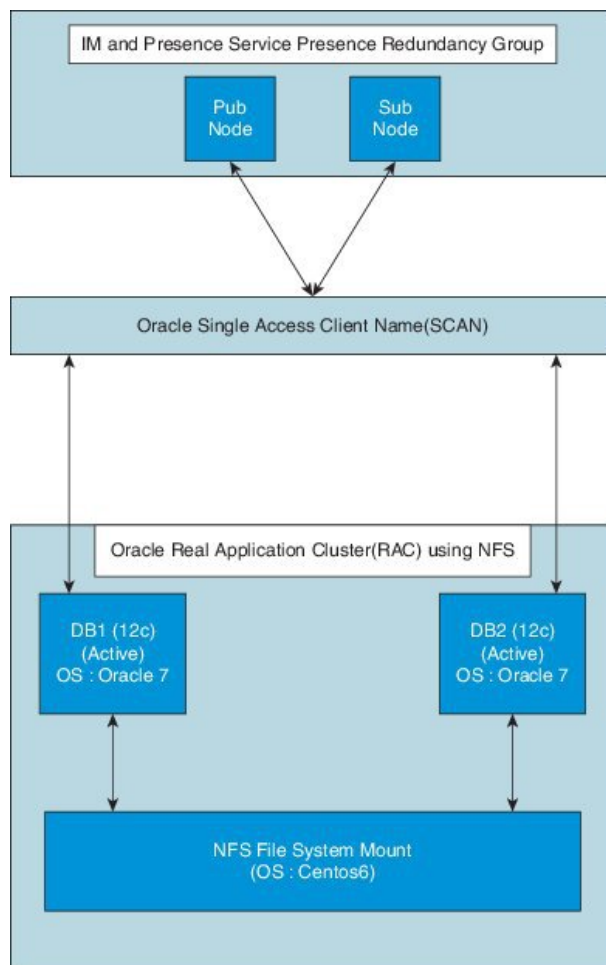 IM and Presence Service Presence Redundancy Group
Pub
Node
Sub
Node
Oracle Single Access Client Name(SCAN)
Oracle Real Application Cluster(RAC) using NFS
DB1 (12c)
(Active)
OS : Oracle 7
DB2 (12c)
(Active)
OS : Oracle 7
NFS File System Mount
(OS : Centos6)